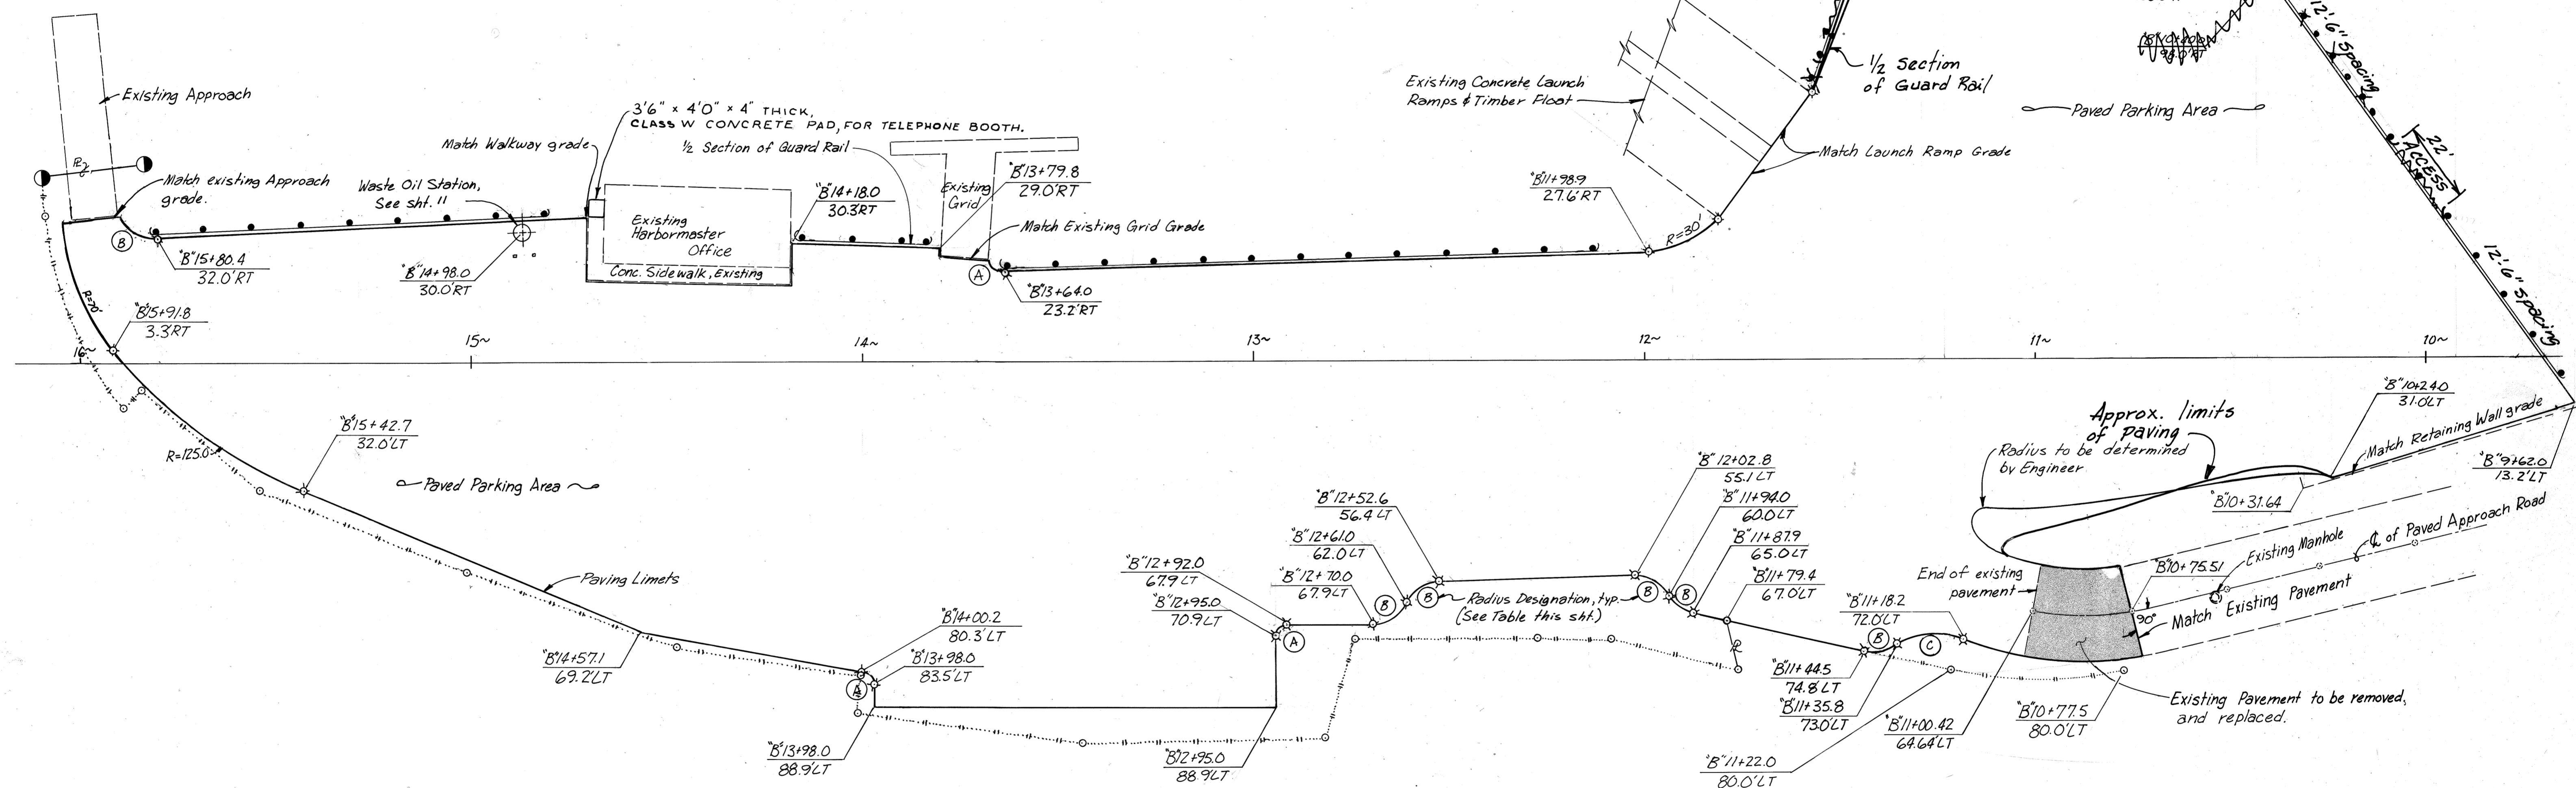 12'-6" Spacing
Existing Approach
3'6" x 4'0" x 4" THICK,
CLASS W CONCRETE PAD, FOR TELEPHONE BOOTH.
Match Walkway grade
1/2 Section of Guard Rail
Existing Concrete Launch
Ramps & Timber Float
1/2 Section
of Guard Rail
Paved Parking Area
22'
ACCESS
Match Launch Ramp Grade
Match existing Approach
grade.
Waste Oil Station,
See sht. 11
"B"14+18.0
30.3'RT
Existing
Grid
"B"13+79.8
29.0'RT
"B"11+98.9
27.6'RT
Existing
Harbormaster
Office
Conc. Sidewalk, Existing
Match Existing Grid Grade
R=30'
B
A
"B"15+80.4
32.0'RT
"B"14+98.0
30.0'RT
"B"13+64.0
23.2'RT
12'-6" Spacing
R=70'
"B"15+91.8
3.3'RT
16~
15~
14~
13~
12~
11~
10~
"B"10+24.0
31.0'LT
Approx. limits
of paving
Match Retaining Wall grade
Radius to be determined
by Engineer
"B"9+62.0
13.2'LT
"B"10+31.64
"B"15+42.7
32.0'LT
R=125.0'
Paved Parking Area
"B"12+02.8
55.1 LT
"B"12+52.6
56.4 LT
"B"11+94.0
60.0 LT
"B"12+61.0
62.0 LT
"B"11+87.9
65.0 LT
"B"12+92.0
67.9 LT
"B"12+70.0
67.9 LT
"B"11+79.4
67.0'LT
"B"12+95.0
70.9 LT
Paving Limets
B
B
Radius Designation, typ.
(See Table this sht.)
B
B
A
End of existing
pavement
Existing Manhole
℄ of Paved Approach Road
"B"10+75.51
90°
Match Existing Pavement
"B"11+18.2
72.0'LT
B
C
"B"14+00.2
80.3'LT
"B"13+98.0
83.5'LT
A
"B"14+57.1
69.2'LT
"B"11+44.5
74.8'LT
"B"11+35.8
73.0'LT
"B"11+00.42
64.64'LT
"B"10+77.5
80.0'LT
Existing Pavement to be removed,
and replaced.
"B"13+98.0
88.9'LT
"B"12+95.0
88.9 LT
"B"11+22.0
80.0'LT